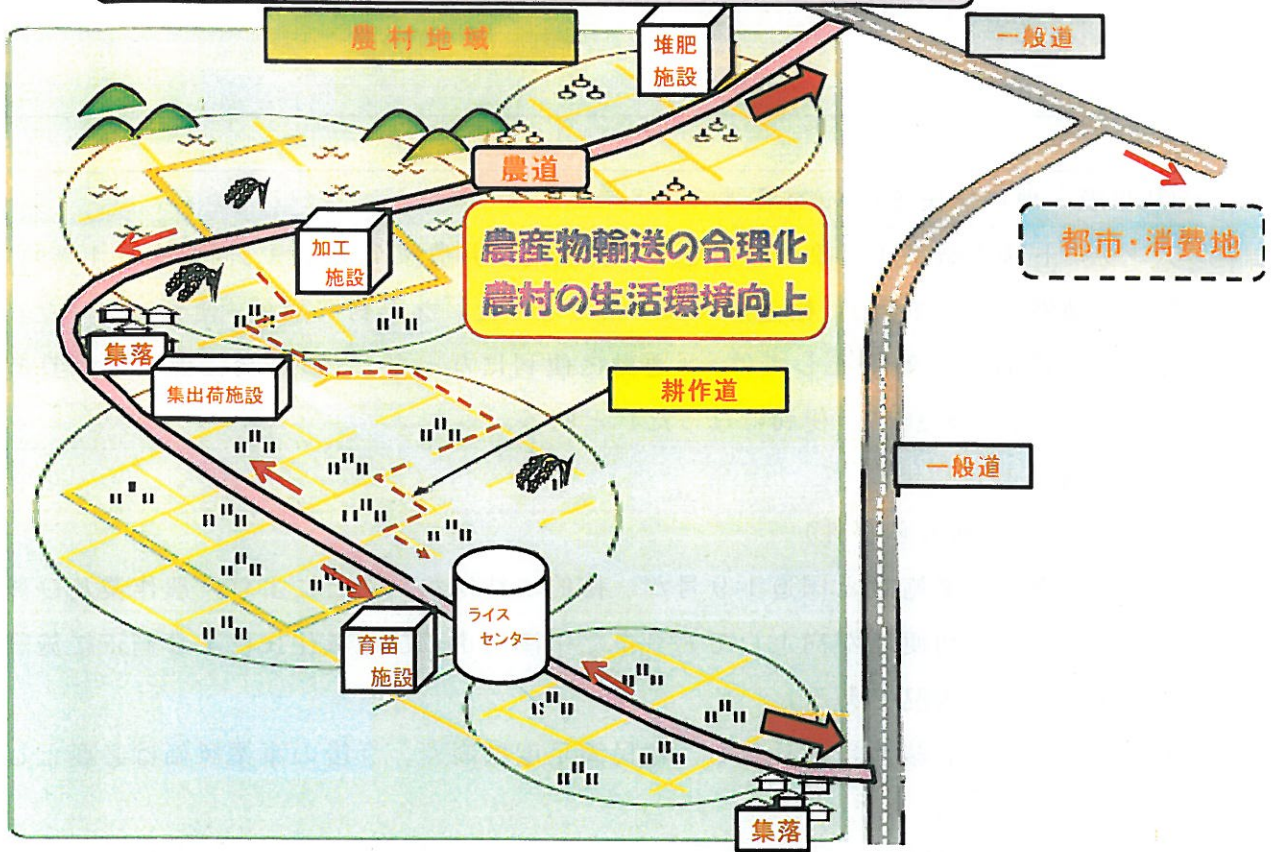 農村地域
堆肥
施設
一般道
農道
都市・消費地
加工
施設
農産物輸送の合理化
農村の生活環境向上
集落
集出荷施設
耕作道
一般道
ライス
センター
育苗
施設
集落